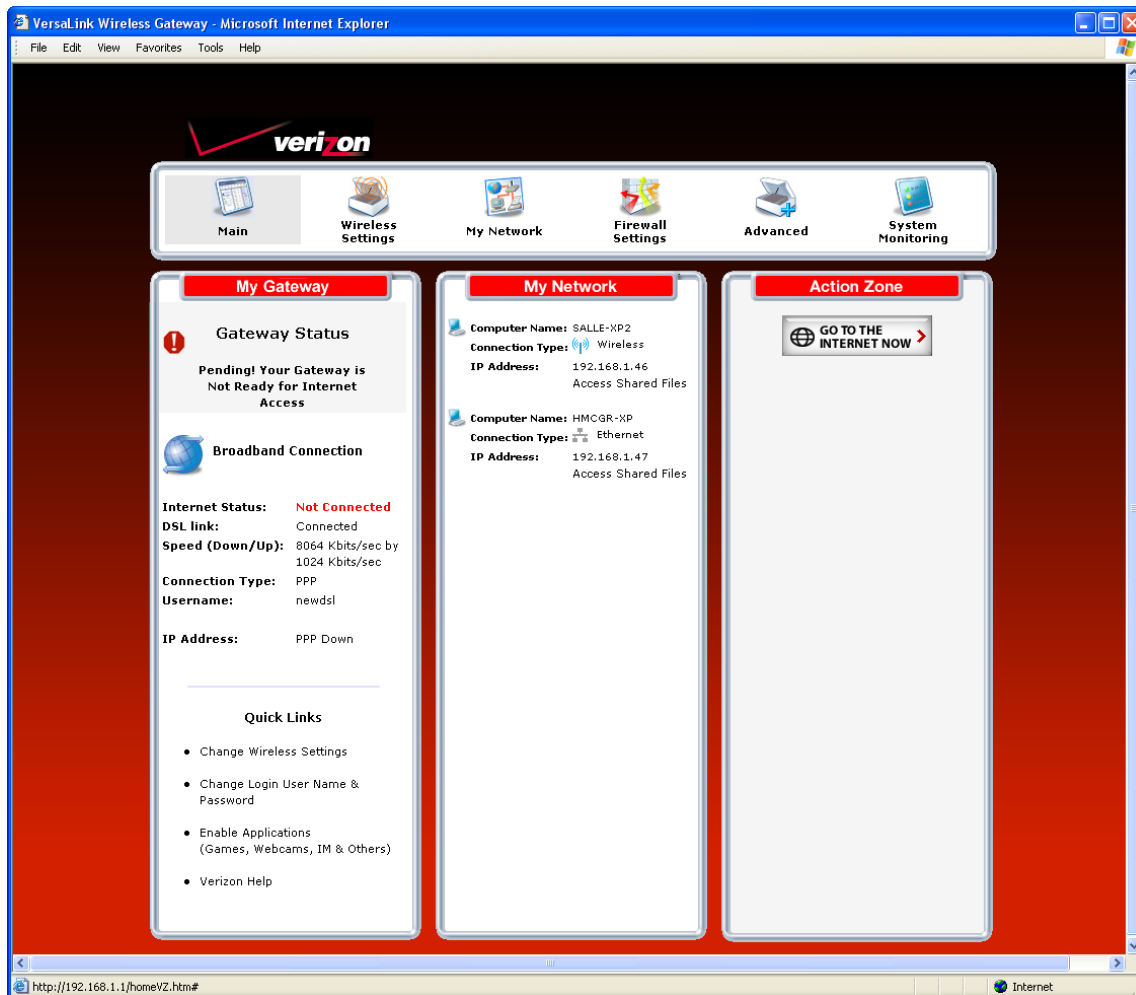 VersaLink Wireless Gateway - Microsoft Internet Explorer
File Edit View Favorites Tools Help
verizon
Main
Wireless
Settings
My Network
Firewall
Settings
Advanced
System
Monitoring
My Gateway
Gateway Status
Pending! Your Gateway is
Not Ready for Internet
Access
Broadband Connection
Internet Status: Not Connected
DSL link: Connected
Speed (Down/Up): 8064 Kbits/sec by
1024 Kbits/sec
Connection Type: PPP
Username: newdsl
IP Address: PPP Down
Quick Links
• Change Wireless Settings
• Change Login User Name &
Password
• Enable Applications
(Games, Webcams, IM & Others)
• Verizon Help
My Network
Computer Name: SALLE-XP2
Connection Type: Wireless
IP Address: 192.168.1.46
Access Shared Files
Computer Name: HMCGR-XP
Connection Type: Ethernet
IP Address: 192.168.1.47
Access Shared Files
Action Zone
GO TO THE
INTERNET NOW
http://192.168.1.1/homeVZ.htm#
Internet